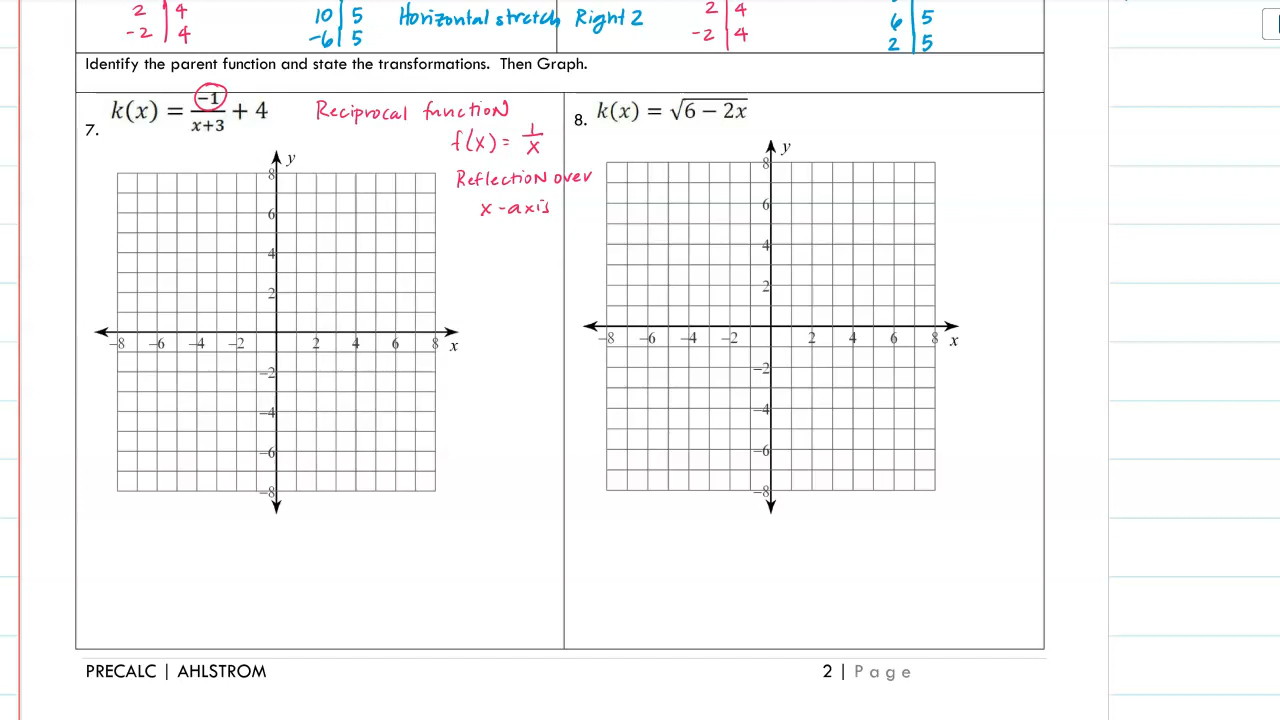 2 | 4
-2 | 4
10 | 5
-6 | 5
Horizontal stretch Right 2
2 | 4
-2 | 4
6 | 5
2 | 5
Identify the parent function and state the transformations. Then Graph.
7. k(x) = -1/(x+3) + 4
Reciprocal function
f(x) = 1/x
Reflection over
x-axis
y
8
6
4
2
-8 -6 -4 -2 2 4 6 8 x
-2
-4
-6
-8
8. k(x) = √(6 − 2x)
y
8
6
4
2
-8 -6 -4 -2 2 4 6 8 x
-2
-4
-6
-8
PRECALC | AHLSTROM
2 | Page